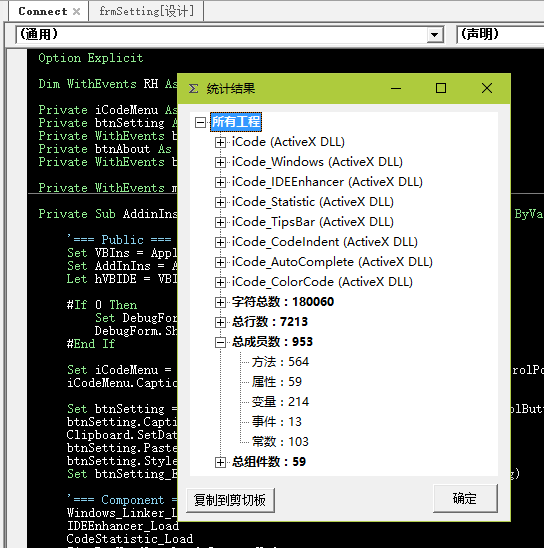 Connect
frmSetting[设计]
(通用)
(声明)
Option Explicit
Dim WithEvents RH As
Private iCodeMenu As
Private btnSetting A
Private WithEvents b
Private btnAbout As
Private WithEvents b
Private WithEvents m
Private Sub AddinIns
ByVa
'=== Public ===
Set VBIns = Appl
Set AddInIns = A
Let hVBIDE = VBI
#If 0 Then
Set DebugFor
DebugForm.Sh
#End If
Set iCodeMenu =
rolPo
iCodeMenu.Caption
Set btnSetting =
olButt
btnSetting.Capti
Clipboard.SetDat
btnSetting.Paste
btnSetting.Style
Set btnSetting_E
)
'=== Component =
Windows_Linker_L
IDEEnhancer_Load
CodeStatistic_Load
统计结果
所有工程
iCode (ActiveX DLL)
iCode_Windows (ActiveX DLL)
iCode_IDEEnhancer (ActiveX DLL)
iCode_Statistic (ActiveX DLL)
iCode_TipsBar (ActiveX DLL)
iCode_CodeIndent (ActiveX DLL)
iCode_AutoComplete (ActiveX DLL)
iCode_ColorCode (ActiveX DLL)
字符总数：180060
总行数：7213
总成员数：953
方法：564
属性：59
变量：214
事件：13
常数：103
总组件数：59
复制到剪切板
确定